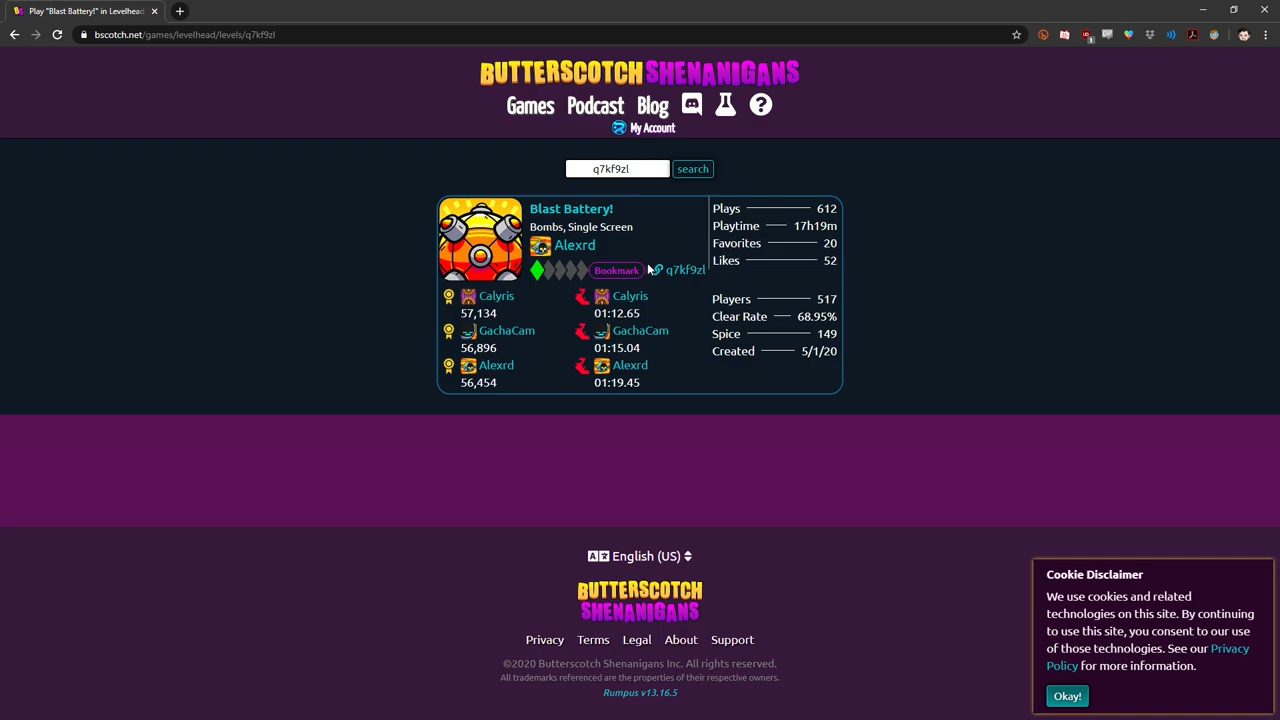 Play "Blast Battery!" in Levelhead
bscotch.net/games/levelhead/levels/q7kf9zl
BUTTERSCOTCH SHENANIGANS
Games Podcast Blog
My Account
q7kf9zl search
Blast Battery!
Bombs, Single Screen
Alexrd
Bookmark q7kf9zl
Calyris Calyris
57,134 01:12.65
GachaCam GachaCam
56,896 01:15.04
Alexrd Alexrd
56,454 01:19.45
Plays 612
Playtime 17h19m
Favorites 20
Likes 52
Players 517
Clear Rate 68.95%
Spice 149
Created 5/1/20
English (US)
BUTTERSCOTCH
SHENANIGANS
Privacy Terms Legal About Support
©2020 Butterscotch Shenanigans Inc. All rights reserved.
All trademarks referenced are the properties of their respective owners.
Rumpus v13.16.5
Cookie Disclaimer
We use cookies and related
technologies on this site. By continuing
to use this site, you consent to our use
of those technologies. See our Privacy
Policy for more information.
Okay!